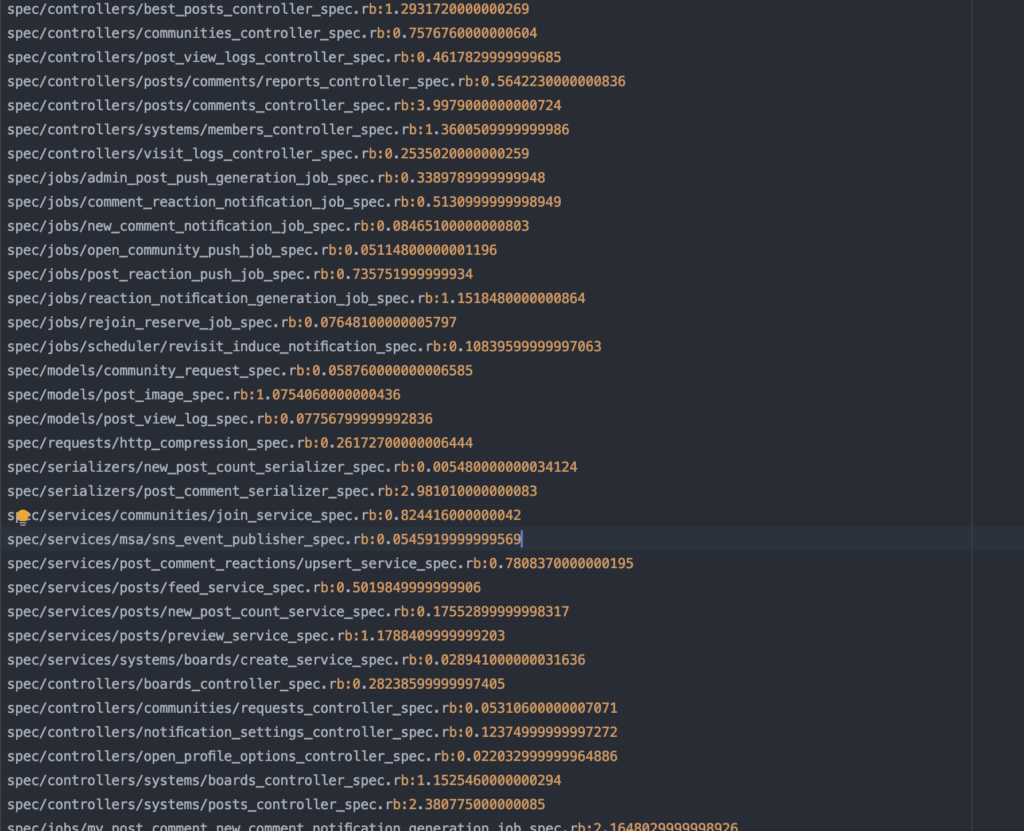 spec/controllers/best_posts_controller_spec.rb:1.2931720000000269
spec/controllers/communities_controller_spec.rb:0.7576760000000604
spec/controllers/post_view_logs_controller_spec.rb:0.4617829999999685
spec/controllers/posts/comments/reports_controller_spec.rb:0.5642230000000836
spec/controllers/posts/comments_controller_spec.rb:3.9979000000000724
spec/controllers/systems/members_controller_spec.rb:1.3600509999999986
spec/controllers/visit_logs_controller_spec.rb:0.2535020000000259
spec/jobs/admin_post_push_generation_job_spec.rb:0.3389789999999948
spec/jobs/comment_reaction_notification_job_spec.rb:0.5130999999998949
spec/jobs/new_comment_notification_job_spec.rb:0.08465100000000803
spec/jobs/open_community_push_job_spec.rb:0.05114800000001196
spec/jobs/post_reaction_push_job_spec.rb:0.735751999999934
spec/jobs/reaction_notification_generation_job_spec.rb:1.1518480000000864
spec/jobs/rejoin_reserve_job_spec.rb:0.07648100000005797
spec/jobs/scheduler/revisit_induce_notification_spec.rb:0.10839599999997063
spec/models/community_request_spec.rb:0.058760000000006585
spec/models/post_image_spec.rb:1.0754060000000436
spec/models/post_view_log_spec.rb:0.07756799999992836
spec/requests/http_compression_spec.rb:0.26172700000006444
spec/serializers/new_post_count_serializer_spec.rb:0.005480000000034124
spec/serializers/post_comment_serializer_spec.rb:2.981010000000083
spec/services/communities/join_service_spec.rb:0.824416000000042
spec/services/msa/sns_event_publisher_spec.rb:0.0545919999999569
spec/services/post_comment_reactions/upsert_service_spec.rb:0.7808370000000195
spec/services/posts/feed_service_spec.rb:0.5019849999999906
spec/services/posts/new_post_count_service_spec.rb:0.17552899999998317
spec/services/posts/preview_service_spec.rb:1.1788409999999203
spec/services/systems/boards/create_service_spec.rb:0.028941000000031636
spec/controllers/boards_controller_spec.rb:0.28238599999997405
spec/controllers/communities/requests_controller_spec.rb:0.05310600000007071
spec/controllers/notification_settings_controller_spec.rb:0.12374999999997272
spec/controllers/open_profile_options_controller_spec.rb:0.022032999999964886
spec/controllers/systems/boards_controller_spec.rb:1.1525460000000294
spec/controllers/systems/posts_controller_spec.rb:2.380775000000085
spec/jobs/my_post_comment_new_comment_notification_generation_job_spec.rb:2.1648029999998926